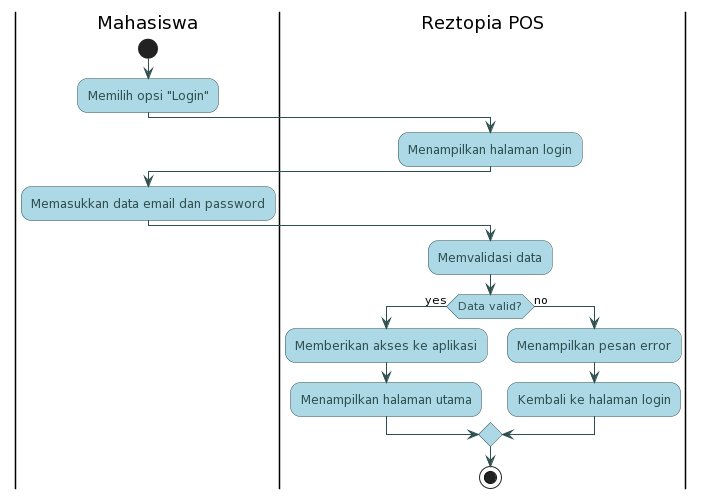 Mahasiswa
Reztopia POS
Memilih opsi "Login"
Menampilkan halaman login
Memasukkan data email dan password
Memvalidasi data
yes
Data valid?
no
Memberikan akses ke aplikasi
Menampilkan pesan error
Menampilkan halaman utama
Kembali ke halaman login